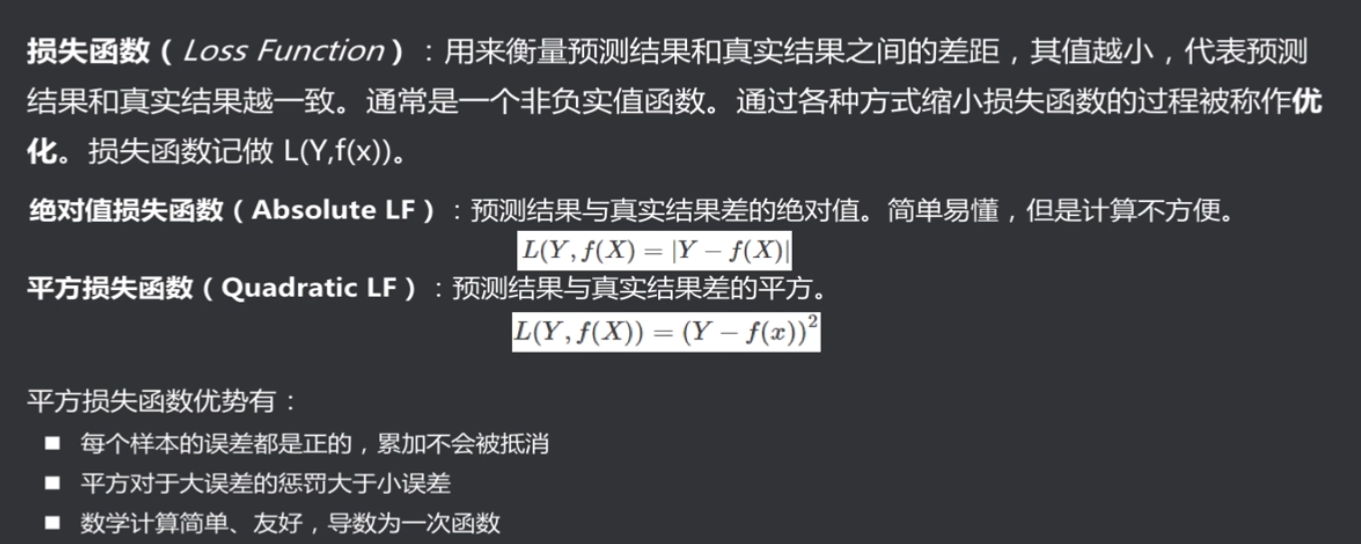 损失函数（Loss Function）：用来衡量预测结果和真实结果之间的差距，其值越小，代表预测
结果和真实结果越一致。通常是一个非负实值函数。通过各种方式缩小损失函数的过程被称作优
化。损失函数记做 L(Y,f(x))。
绝对值损失函数（Absolute LF）：预测结果与真实结果差的绝对值。简单易懂，但是计算不方便。
L(Y, f(X) = |Y − f(X)|
平方损失函数（Quadratic LF）：预测结果与真实结果差的平方。
L(Y, f(X)) = (Y − f(x))²
平方损失函数优势有：
■ 每个样本的误差都是正的，累加不会被抵消
■ 平方对于大误差的惩罚大于小误差
■ 数学计算简单、友好，导数为一次函数